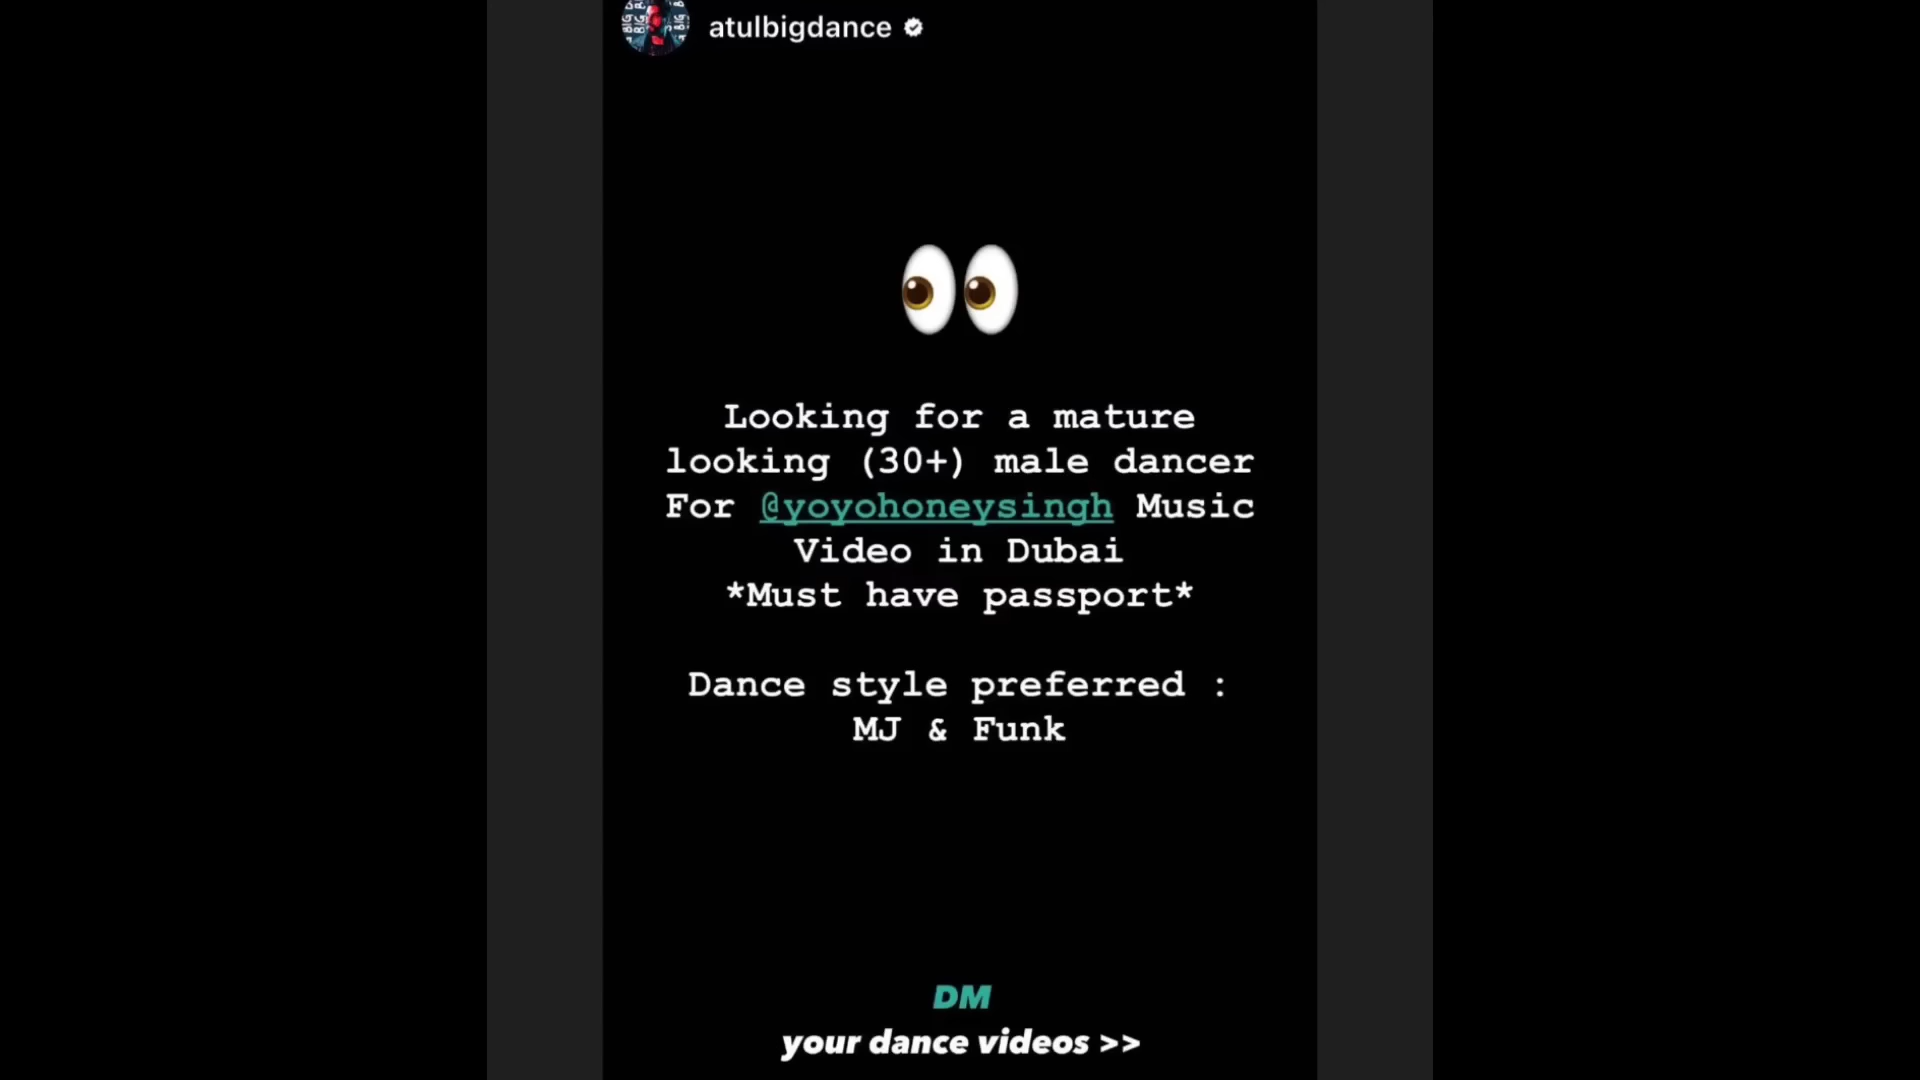 atulbigdance
Looking for a mature
looking (30+) male dancer
For @yoyohoneysingh Music
Video in Dubai
*Must have passport*
Dance style preferred :
MJ & Funk
DM
your dance videos >>